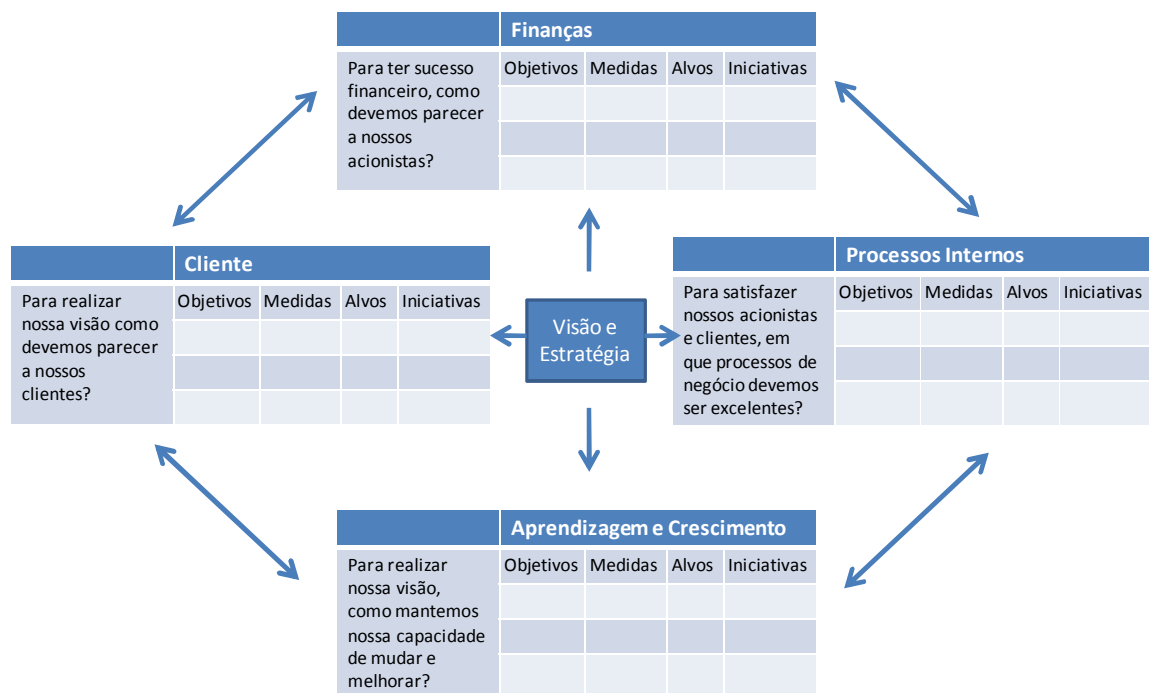 Finanças
Para ter sucesso
financeiro, como
devemos parecer
a nossos
acionistas?
Objetivos Medidas Alvos Iniciativas
Cliente
Para realizar
nossa visão como
devemos parecer
a nossos
clientes?
Objetivos Medidas Alvos Iniciativas
Visão e
Estratégia
Processos Internos
Para satisfazer
nossos acionistas
e clientes, em
que processos de
negócio devemos
ser excelentes?
Objetivos Medidas Alvos Iniciativas
Aprendizagem e Crescimento
Para realizar
nossa visão,
como mantemos
nossa capacidade
de mudar e
melhorar?
Objetivos Medidas Alvos Iniciativas